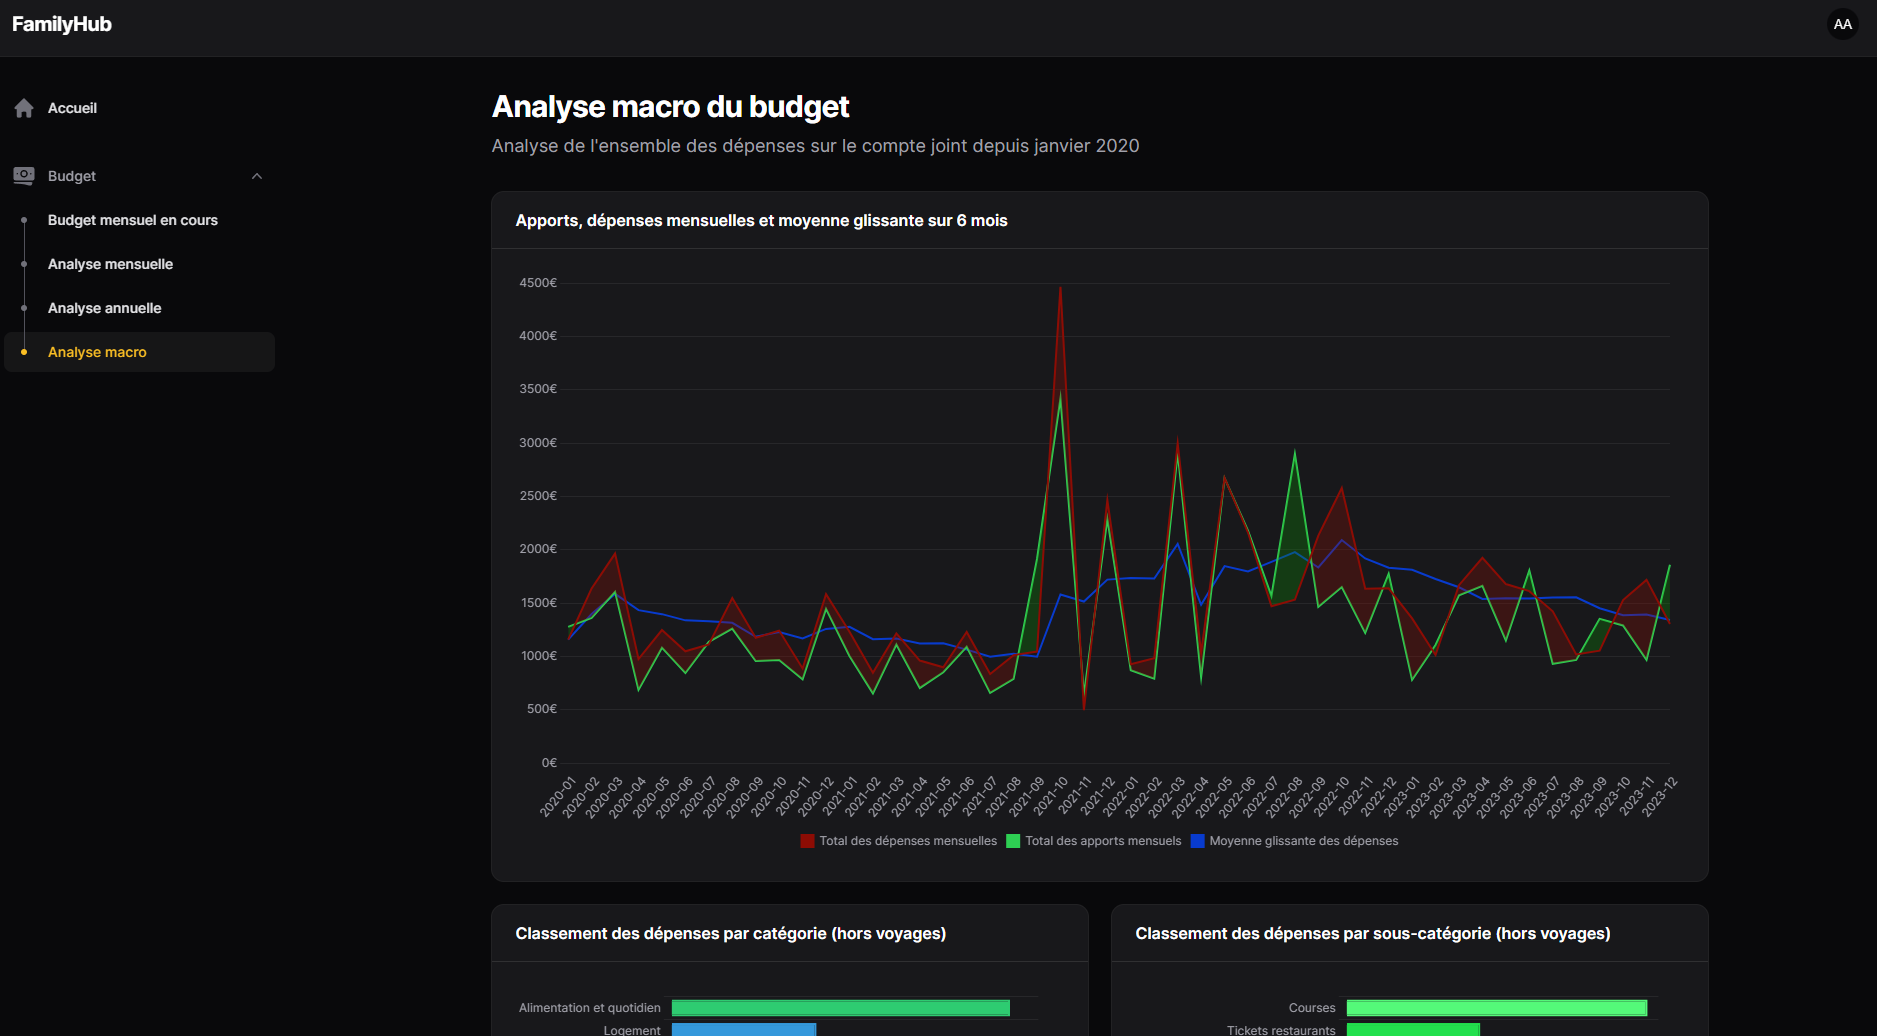 FamilyHub
AA
Accueil
Budget
Budget mensuel en cours
Analyse mensuelle
Analyse annuelle
Analyse macro
Analyse macro du budget
Analyse de l'ensemble des dépenses sur le compte joint depuis janvier 2020
Apports, dépenses mensuelles et moyenne glissante sur 6 mois
4500€
4000€
3500€
3000€
2500€
2000€
1500€
1000€
500€
0€
2020-01
2020-02
2020-03
2020-04
2020-05
2020-06
2020-07
2020-08
2020-09
2020-10
2020-11
2020-12
2021-01
2021-02
2021-03
2021-04
2021-05
2021-06
2021-07
2021-08
2021-09
2021-10
2021-11
2021-12
2022-01
2022-02
2022-03
2022-04
2022-05
2022-06
2022-07
2022-08
2022-09
2022-10
2022-11
2022-12
2023-01
2023-02
2023-03
2023-04
2023-05
2023-06
2023-07
2023-08
2023-09
2023-10
2023-11
2023-12
Total des dépenses mensuelles
Total des apports mensuels
Moyenne glissante des dépenses
Classement des dépenses par catégorie (hors voyages)
Alimentation et quotidien
Logement
Classement des dépenses par sous-catégorie (hors voyages)
Courses
Tickets restaurants